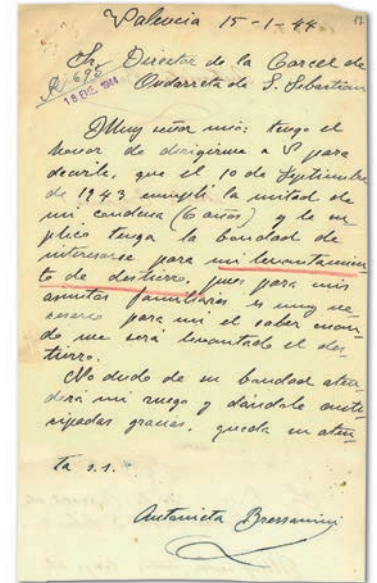 Valencia 15-1-44
12
Sr. Director de la Carcel de
Ondarreta de S. Sebastian
R 695
18 ENE. 1944
Muy señor mio: tengo el
honor de dirigirme a V para
decirle, que el 10 de Septiembre
de 1943 cumpli la mitad de
mi condena (6 años) y le su
plico tenga la bondad de
interesarse para mi levantamien
to de destierro, pues para mis
asuntos familiares es muy ne
cesario para mi el saber cuan
do me será levantado el des
tierro.
No dudo de su bondad aten
derá mi ruego y dándole anti
cipadas gracias, queda su aten
ta s.s.
Antonieta Bressanini